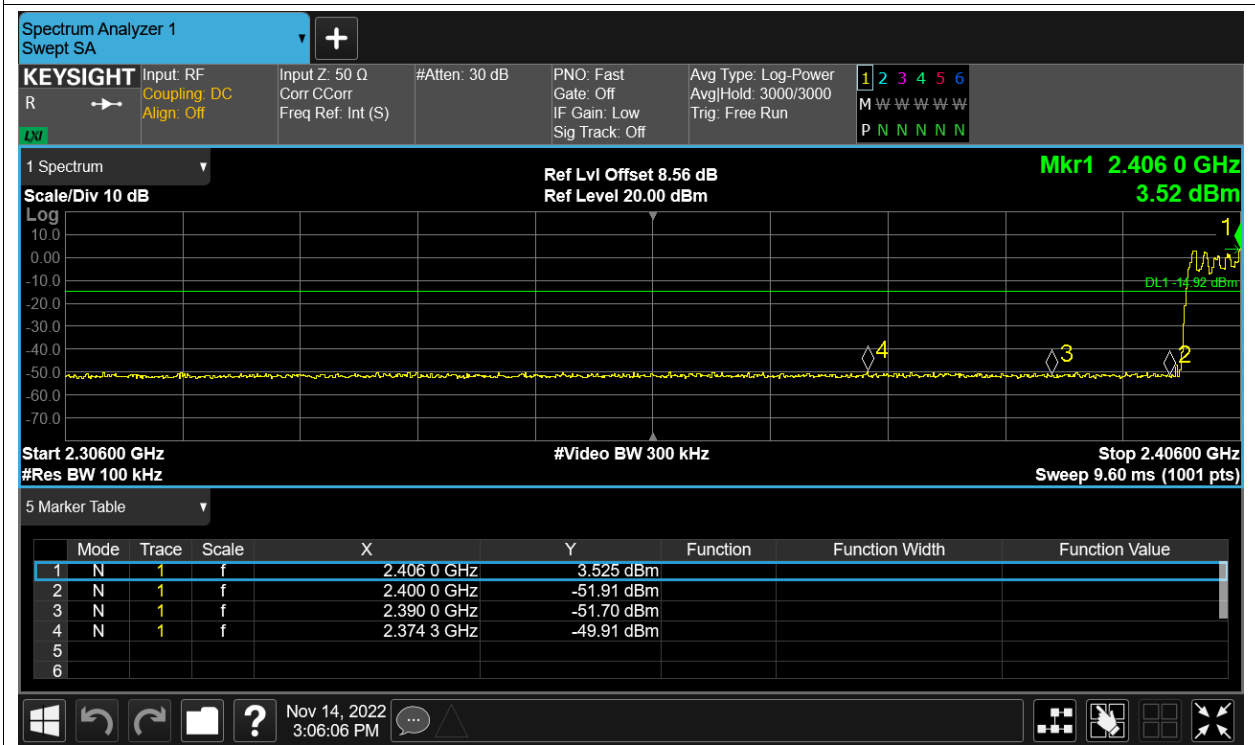 Spectrum Analyzer 1
Swept SA
KEYSIGHT Input: RF Input Z: 50 Ω #Atten: 30 dB PNO: Fast Avg Type: Log-Power 1 2 3 4 5 6
R Coupling: DC Corr CCorr Gate: Off Avg|Hold: 3000/3000 M W W W W W
Align: Off Freq Ref: Int (S) IF Gain: Low Trig: Free Run
LXI Sig Track: Off P N N N N N
1 Spectrum Ref Lvl Offset 8.56 dB Mkr1 2.406 0 GHz
Scale/Div 10 dB Ref Level 20.00 dBm 3.52 dBm
Log
1
10.0
0.00
-10.0
DL1 -14.92 dBm
-20.0
-30.0
-40.0
4 3 2
-50.0
-60.0
-70.0
Start 2.30600 GHz #Video BW 300 kHz Stop 2.40600 GHz
#Res BW 100 kHz Sweep 9.60 ms (1001 pts)
5 Marker Table
Mode Trace Scale X Y Function Function Width Function Value
1 N 1 f 2.406 0 GHz 3.525 dBm
2 N 1 f 2.400 0 GHz -51.91 dBm
3 N 1 f 2.390 0 GHz -51.70 dBm
4 N 1 f 2.374 3 GHz -49.91 dBm
5
6
? Nov 14, 2022
3:06:06 PM